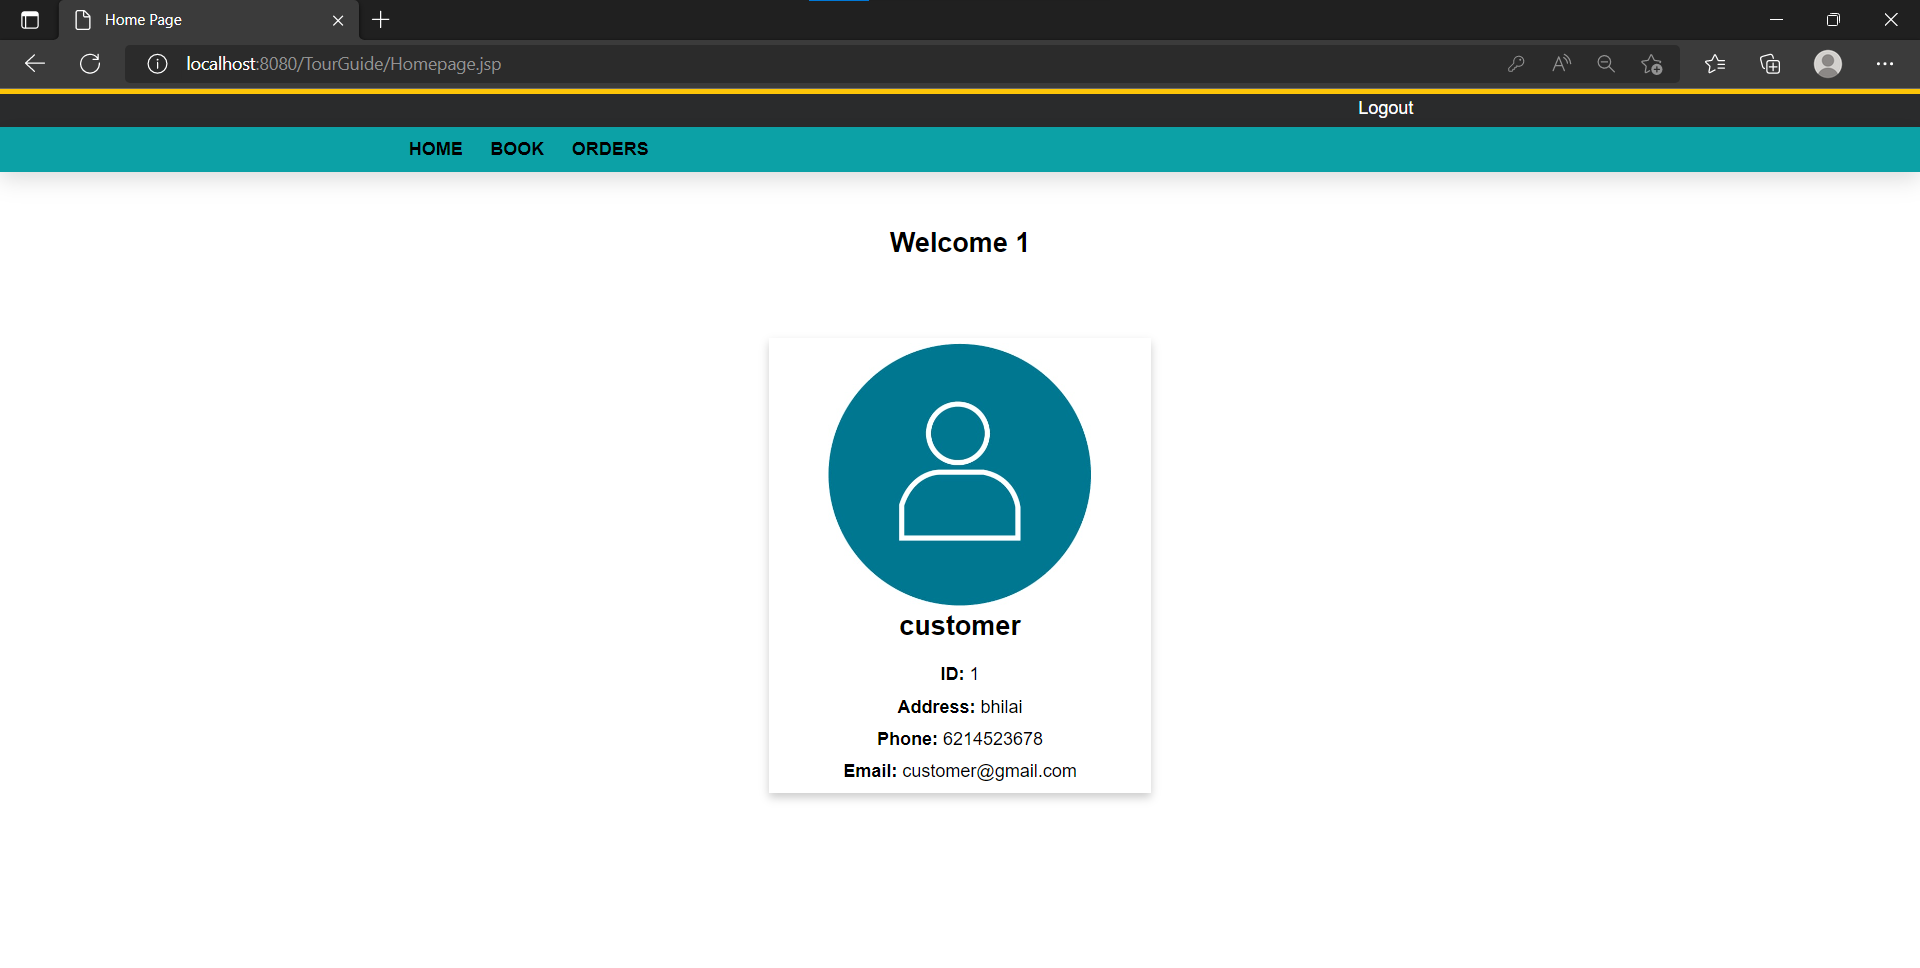 Home Page
localhost:8080/TourGuide/Homepage.jsp
Logout
HOME BOOK ORDERS
Welcome 1
customer
ID: 1
Address: bhilai
Phone: 6214523678
Email: customer@gmail.com